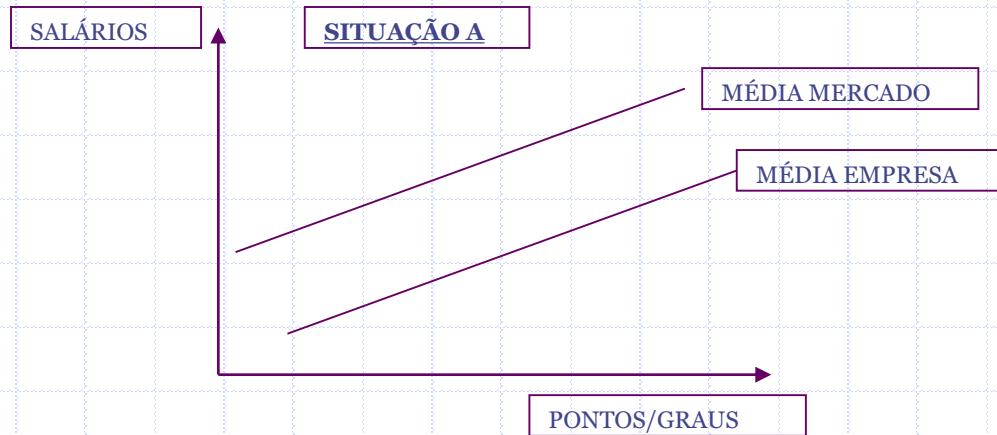 SALÁRIOS
SITUAÇÃO A
MÉDIA MERCADO
MÉDIA EMPRESA
PONTOS/GRAUS